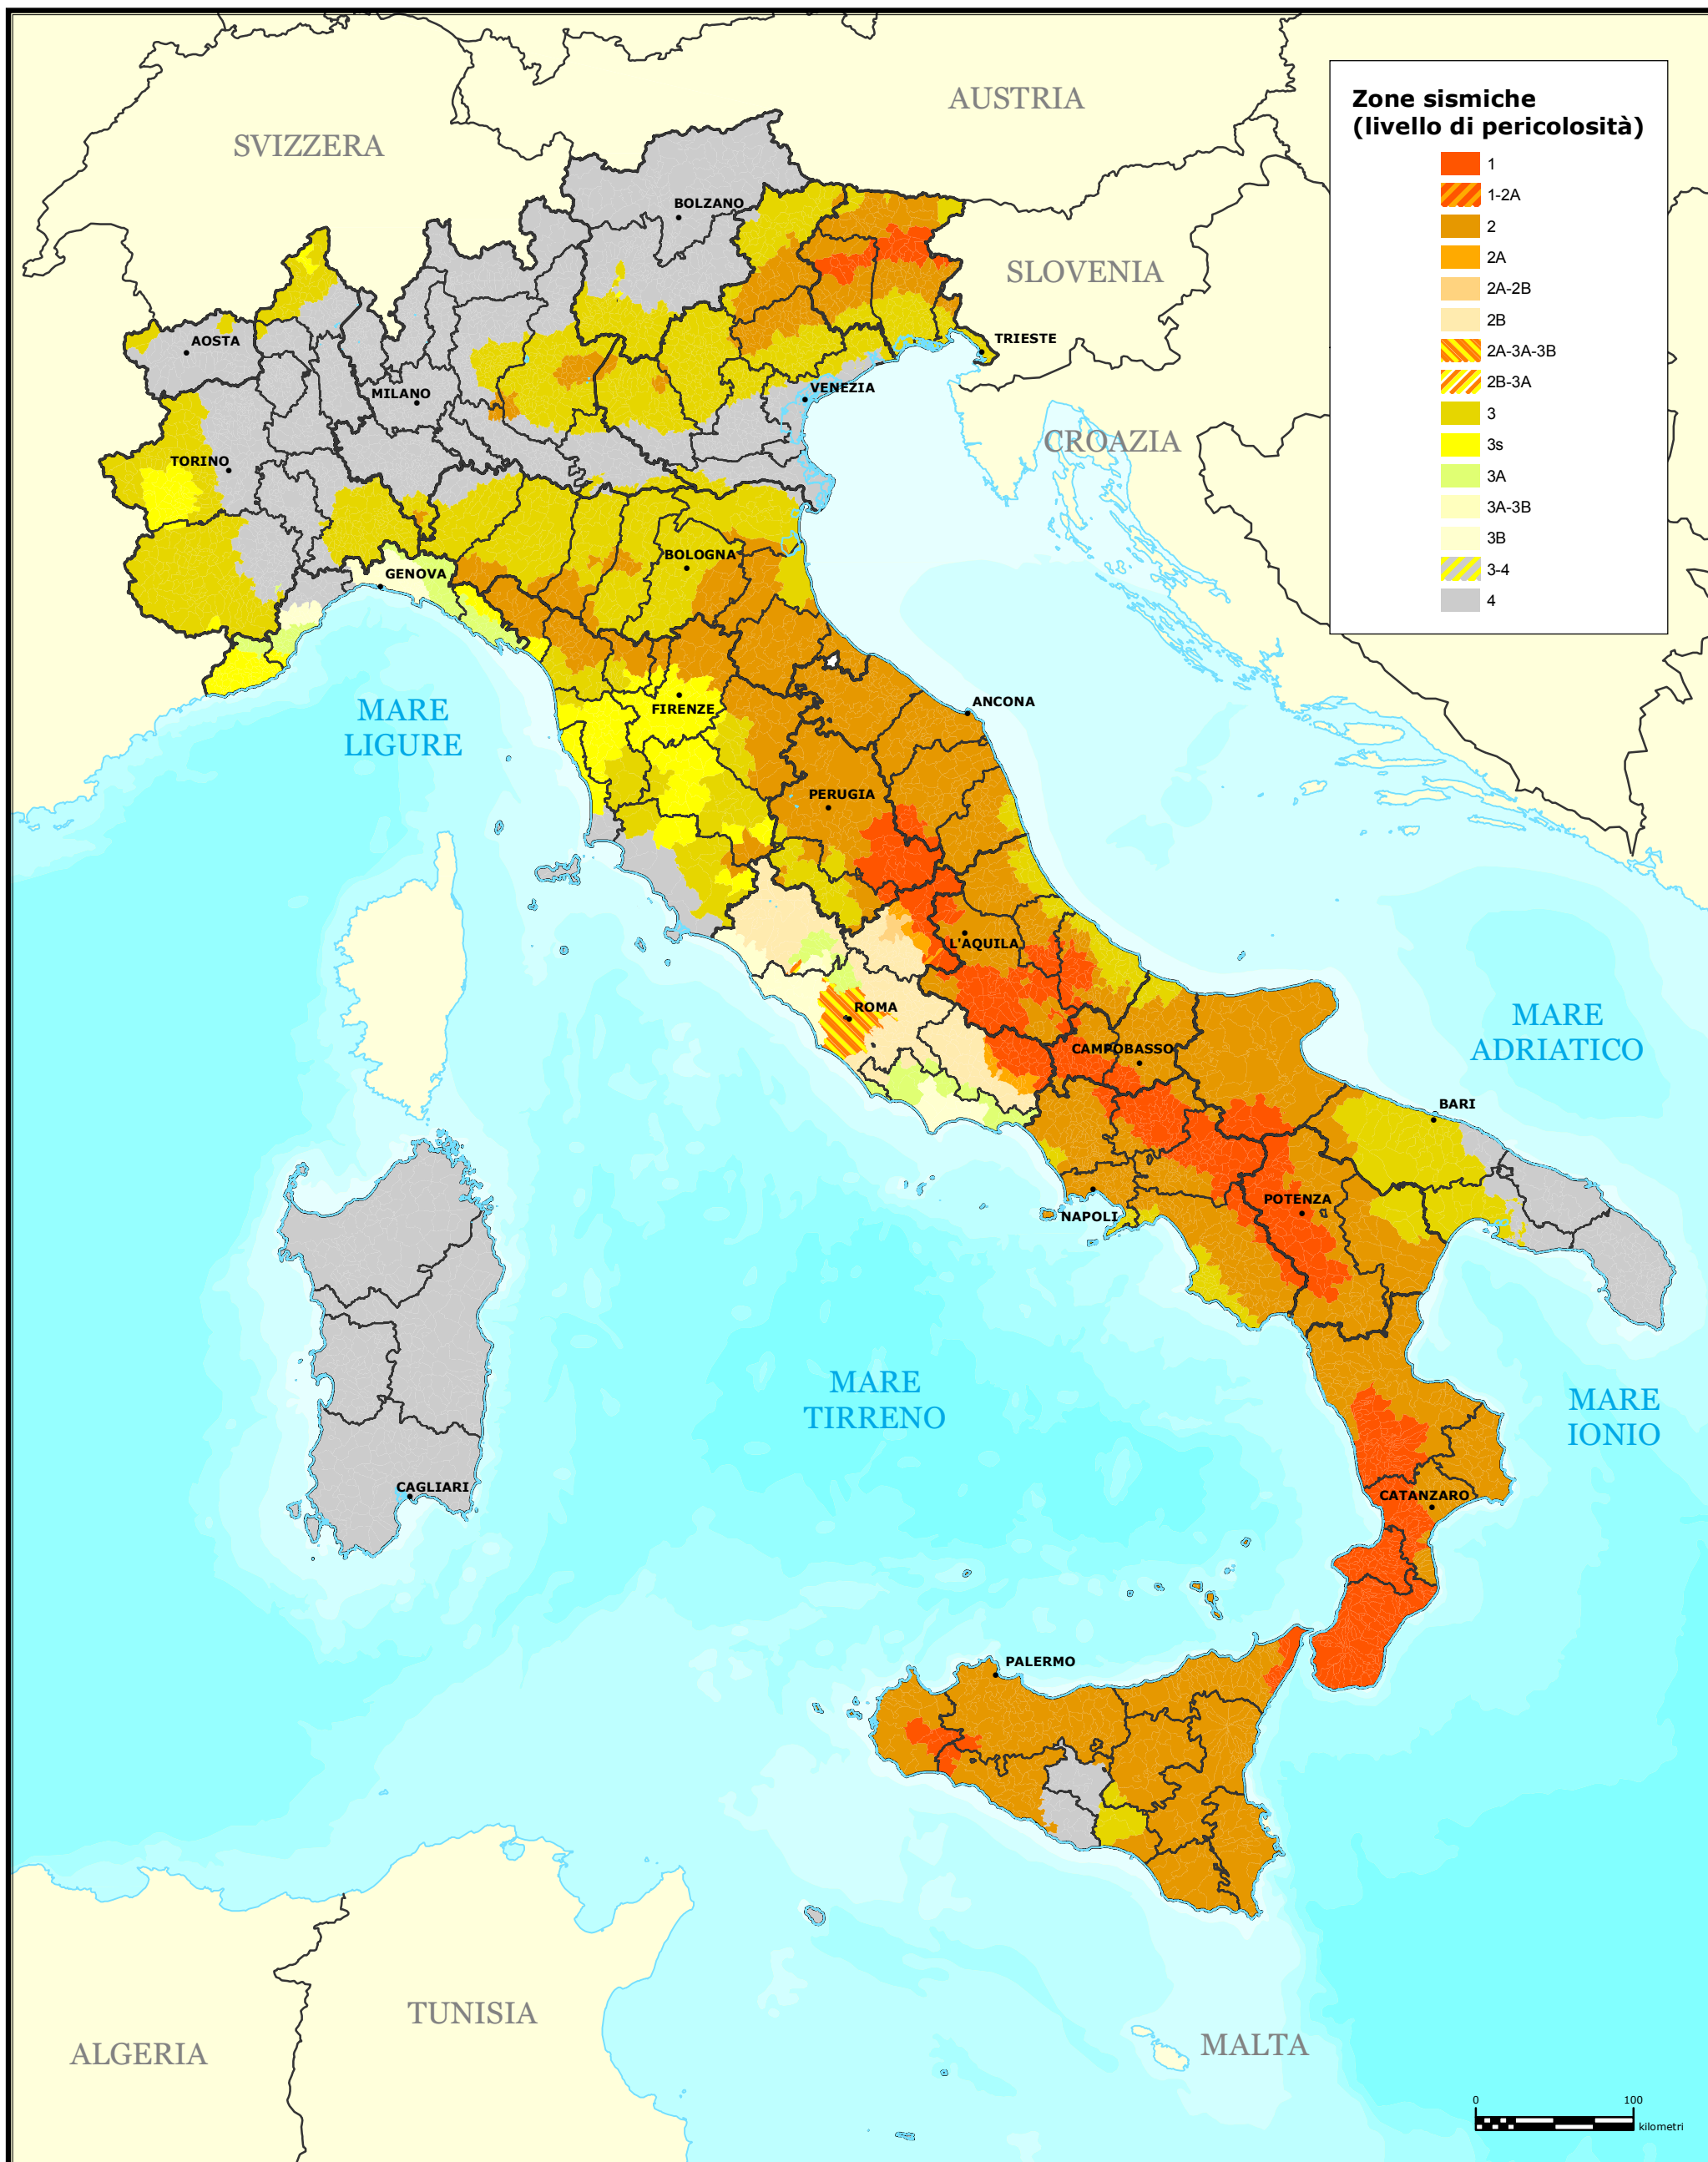 AUSTRIA
SVIZZERA
Zone sismiche
(livello di pericolosità)
1
1-2A
2
2A
2A-2B
2B
2A-3A-3B
2B-3A
3
3s
3A
3A-3B
3B
3-4
4
BOLZANO
SLOVENIA
AOSTA
TRIESTE
MILANO
VENEZIA
CROAZIA
TORINO
BOLOGNA
GENOVA
ANCONA
FIRENZE
MARE
LIGURE
PERUGIA
L'AQUILA
ROMA
MARE
ADRIATICO
CAMPOBASSO
BARI
POTENZA
NAPOLI
MARE
TIRRENO
MARE
IONIO
CAGLIARI
CATANZARO
PALERMO
TUNISIA
ALGERIA
MALTA
0 100
kilometri